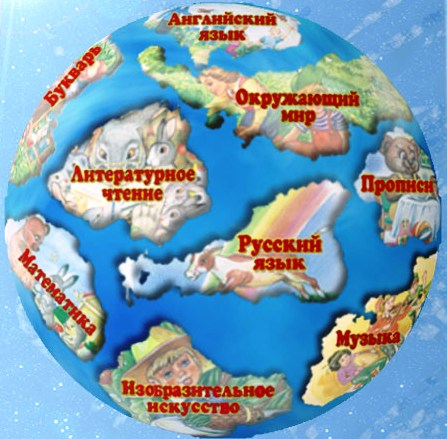 Английский
язык
Букварь
Окружающий
мир
Литературное
чтение
Прописи
Русский
язык
Математика
Музыка
Изобразительное
искусство